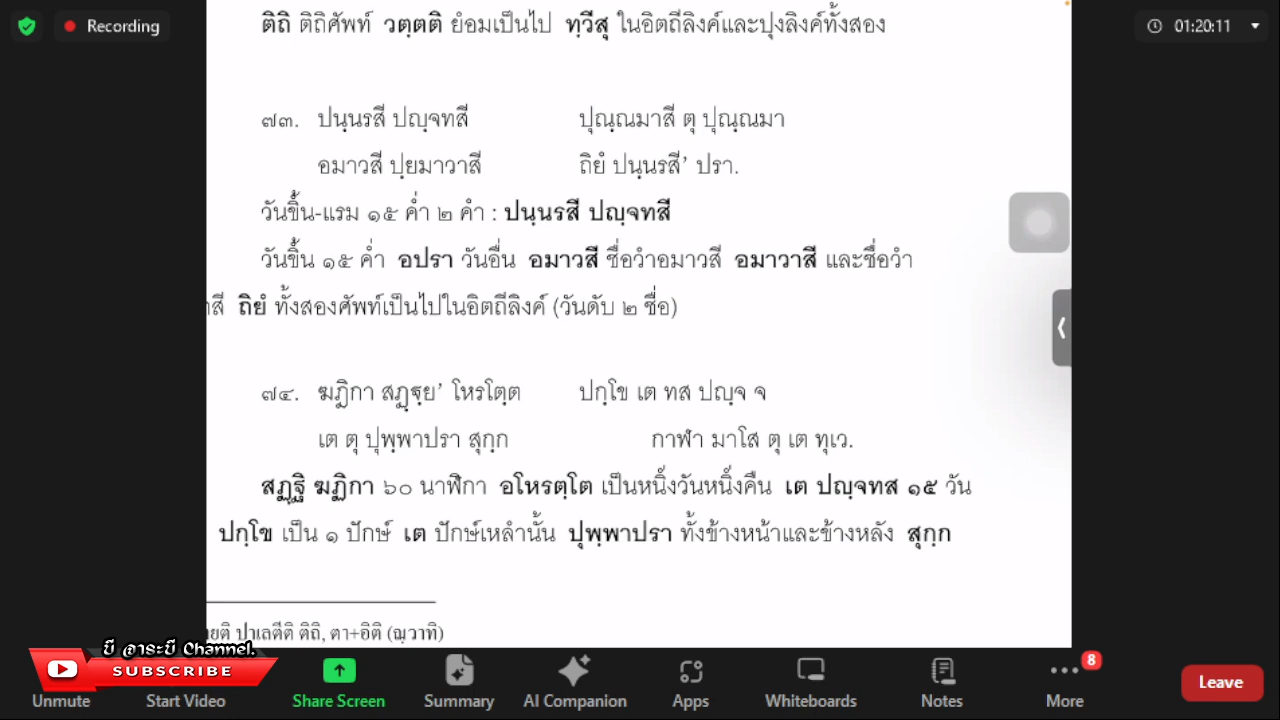 Recording
01:20:11
ติถิ ติถิศัพท์ วตฺตติ ย่อมเป็นไป ทฺวีสุ ในอิตถีลิงค์และปุงลิงค์ทั้งสอง
๗๓. ปนฺนรสี ปญฺจทสี ปุณฺณมาสี ตุ ปุณฺณมา
อมาวสี ปฺยมาวาสี ถิยํ ปนฺนรสี’ ปรา.
วันขึ้น-แรม ๑๕ ค่ำ ๒ คำ : ปนฺนรสี ปญฺจทสี
วันขึ้น ๑๕ ค่ำ อปรา วันอื่น อมาวสี ชื่อว่าอมาวสี อมาวาสี และชื่อว่า
าสี ถิยํ ทั้งสองศัพท์เป็นไปในอิตถีลิงค์ (วันดับ ๒ ชื่อ)
๗๔. ฆฏิกา สฏฺฐฺย’ โหรโตฺต ปกฺโข เต ทส ปญฺจ จ
เต ตุ ปุพฺพาปรา สุกฺก กาฬา มาโส ตุ เต ทุเว.
สฏฺฐิ ฆฏิกา ๖๐ นาฬิกา อโหรตฺโต เป็นหนึ่งวันหนึ่งคืน เต ปญฺจทส ๑๕ วัน
ปกฺโข เป็น ๑ ปักษ์ เต ปักษ์เหล่านั้น ปุพฺพาปรา ทั้งข้างหน้าและข้างหลัง สุกฺก
ายติ ปาเลตีติ ติถิ, ตา+อิติ (ณฺวาทิ)
บี อาระบี Channel.
SUBSCRIBE
Unmute Start Video Share Screen Summary AI Companion Apps Whiteboards Notes More 8 Leave